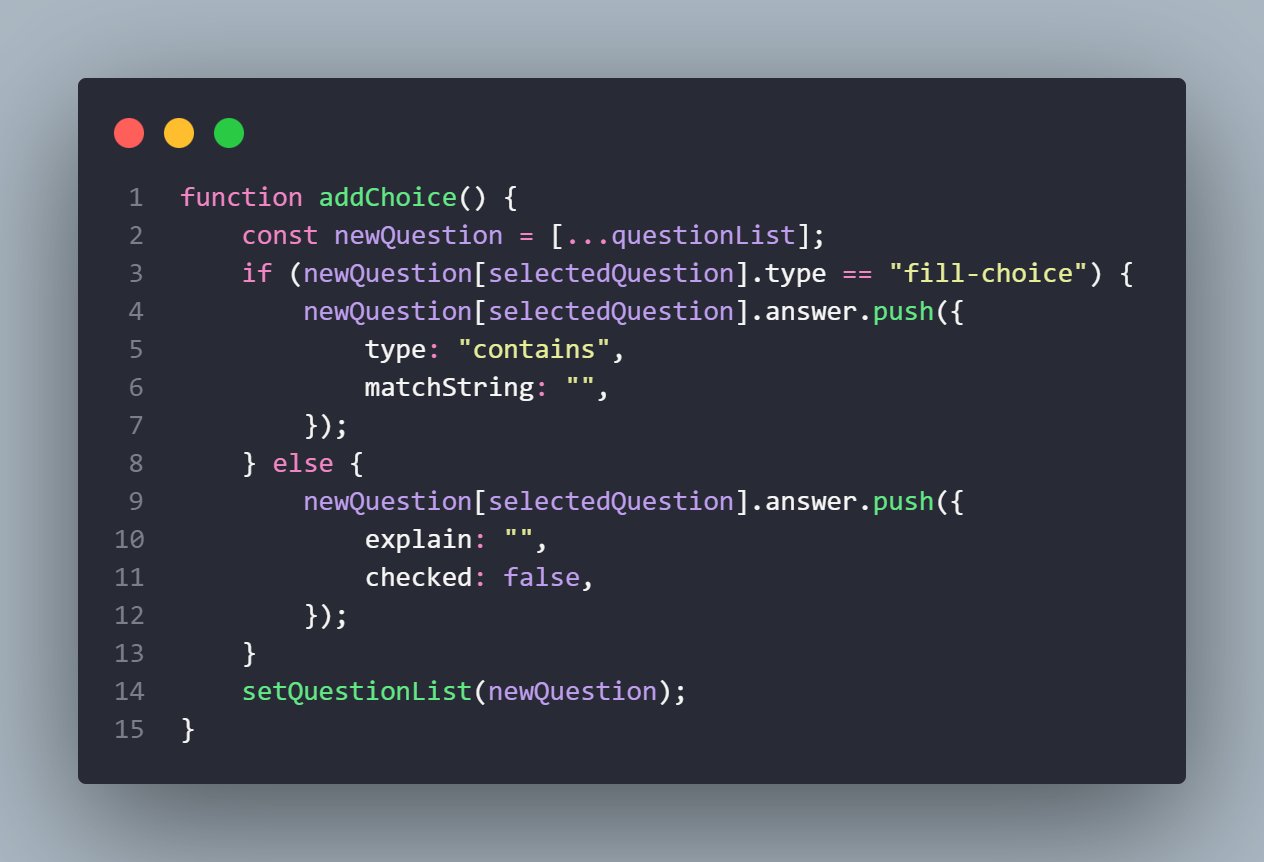 1 function addChoice() {
2     const newQuestion = [...questionList];
3     if (newQuestion[selectedQuestion].type == "fill-choice") {
4         newQuestion[selectedQuestion].answer.push({
5             type: "contains",
6             matchString: "",
7         });
8     } else {
9         newQuestion[selectedQuestion].answer.push({
10             explain: "",
11             checked: false,
12         });
13     }
14     setQuestionList(newQuestion);
15 }